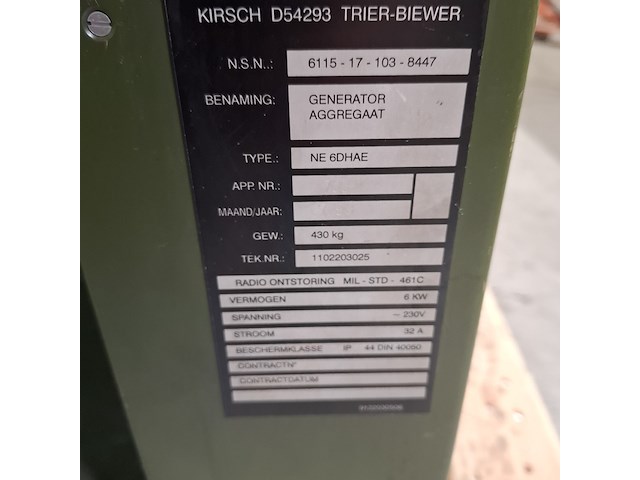 KIRSCH D54293 TRIER-BIEWER
N.S.N..: 6115 - 17 - 103 - 8447
BENAMING: GENERATOR
AGGREGAAT
TYPE.: NE 6DHAE
APP. NR.:
MAAND/JAAR:
GEW.: 430 kg
TEK.NR.: 1102203025
RADIO ONTSTORING MIL - STD - 461C
VERMOGEN 6 KW
SPANNING ~ 230V
STROOM 32 A
BESCHERMKLASSE IP 44 DIN 40050
CONTRACTN°
CONTRACTDATUM